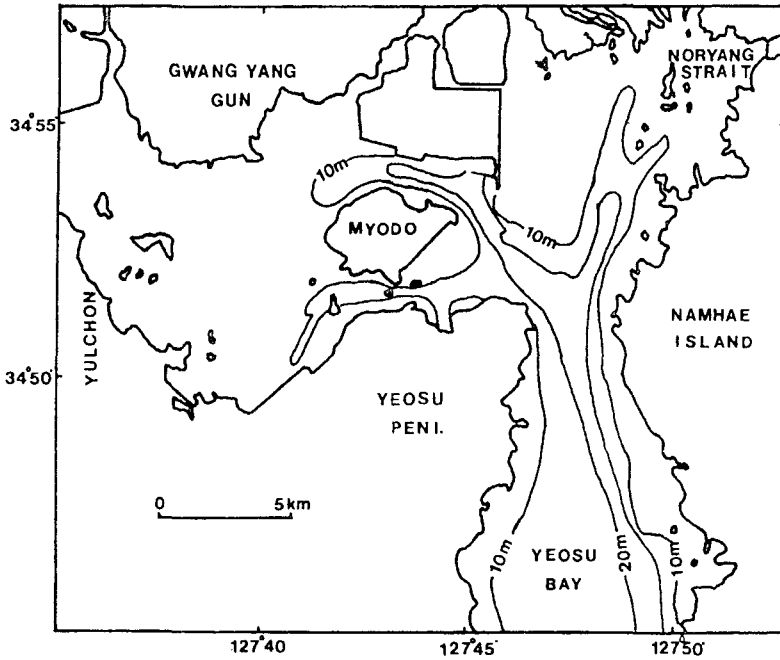 GWANG YANG
GUN
NORYANG
STRAIT
34°55
10m
MYODO
10m
YULCHON
NAMHAE
ISLAND
34°50
YEOSU
PENI.
0 5km
10m
YEOSU
BAY
20m
10m
127°40
127°45
127°50